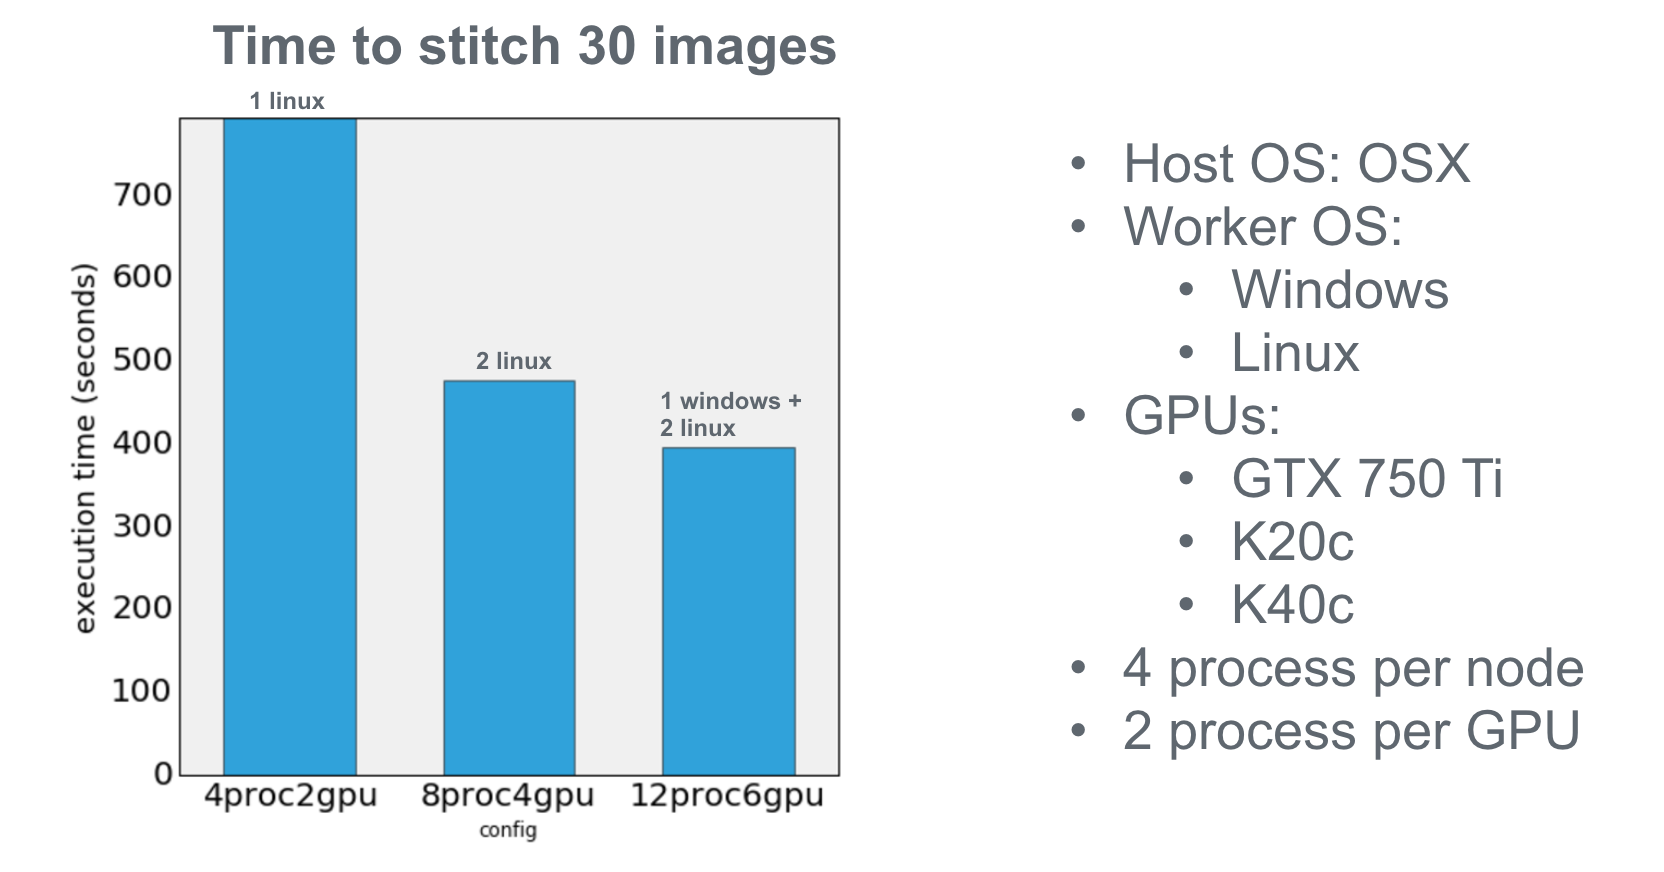 Time to stitch 30 images
1 linux
2 linux
1 windows +
2 linux
700
600
500
400
300
200
100
0
execution time (seconds)
4proc2gpu
8proc4gpu
12proc6gpu
config
• Host OS: OSX
• Worker OS:
• Windows
• Linux
• GPUs:
• GTX 750 Ti
• K20c
• K40c
• 4 process per node
• 2 process per GPU